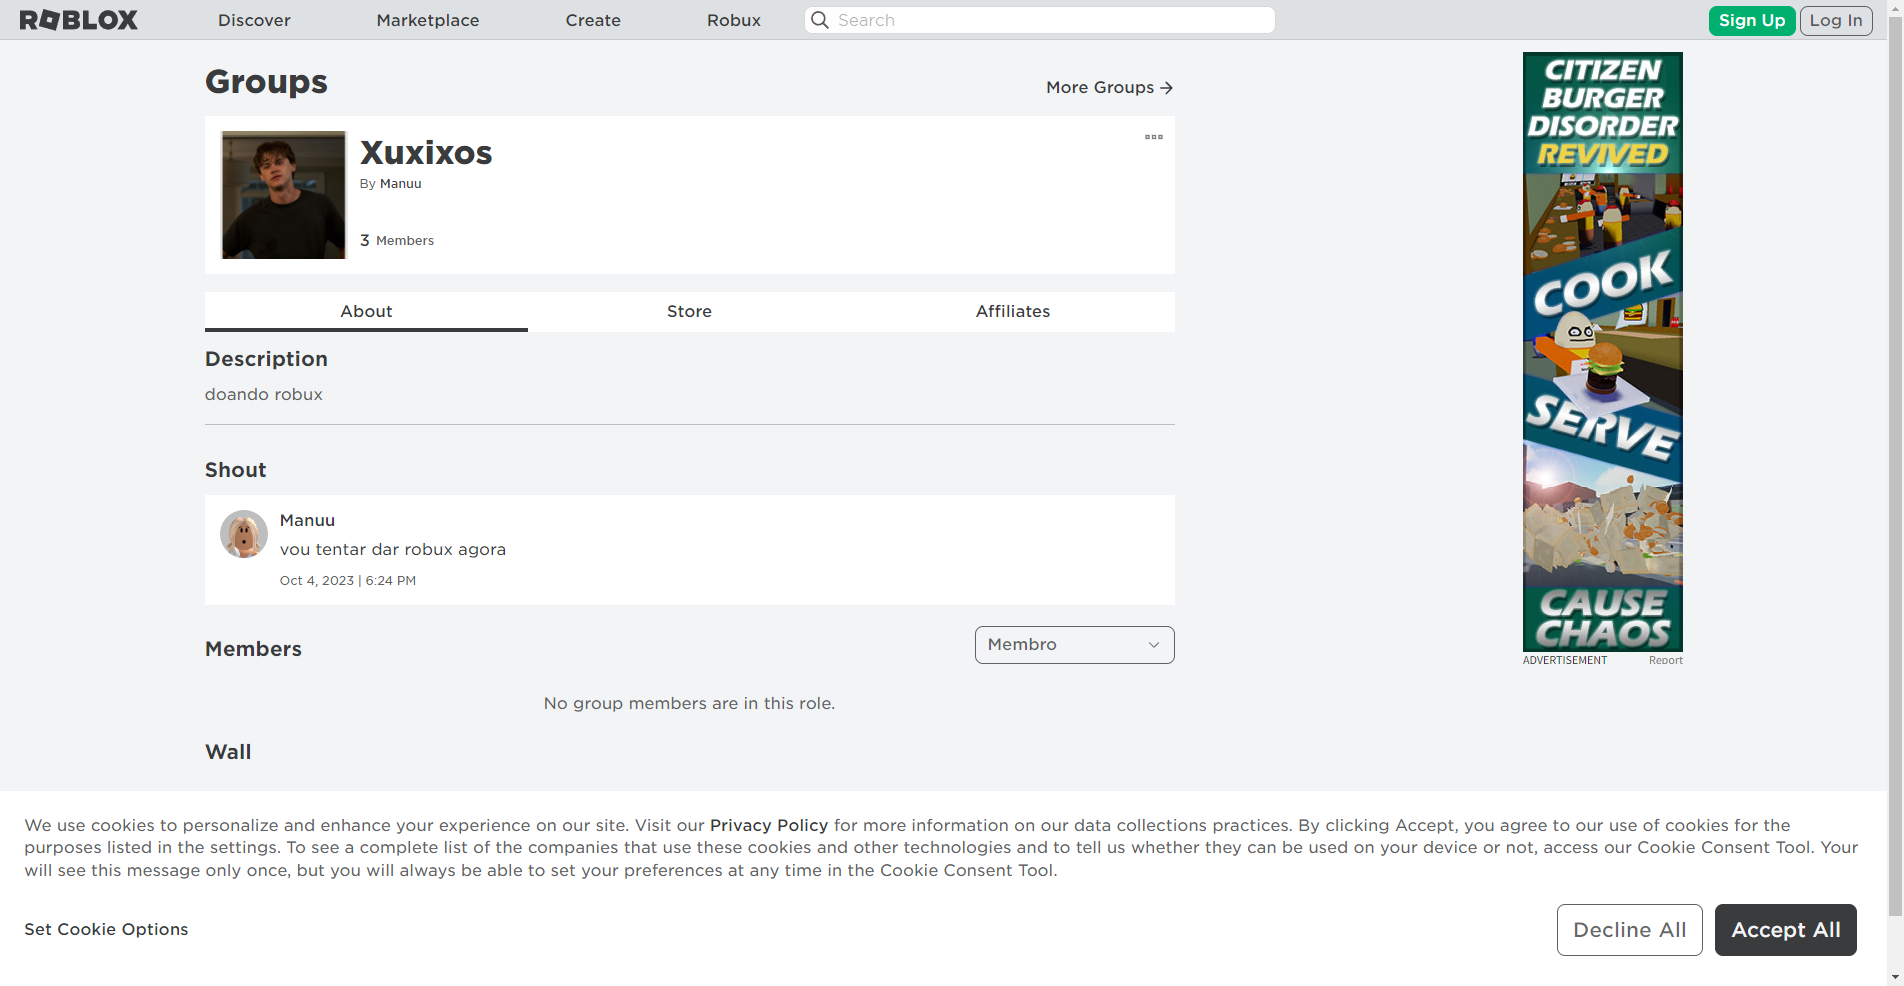 ROBLOX
Discover
Marketplace
Create
Robux
Search
Sign Up
Log In
Groups
More Groups
Xuxixos
By Manuu
3 Members
About
Store
Affiliates
Description
doando robux
Shout
Manuu
vou tentar dar robux agora
Oct 4, 2023 | 6:24 PM
Members
Membro
No group members are in this role.
Wall
CITIZEN
BURGER
DISORDER
REVIVED
COOK
SERVE
CAUSE
CHAOS
ADVERTISEMENT
Report
We use cookies to personalize and enhance your experience on our site. Visit our Privacy Policy for more information on our data collections practices. By clicking Accept, you agree to our use of cookies for the
purposes listed in the settings. To see a complete list of the companies that use these cookies and other technologies and to tell us whether they can be used on your device or not, access our Cookie Consent Tool. Your
will see this message only once, but you will always be able to set your preferences at any time in the Cookie Consent Tool.
Set Cookie Options
Decline All
Accept All